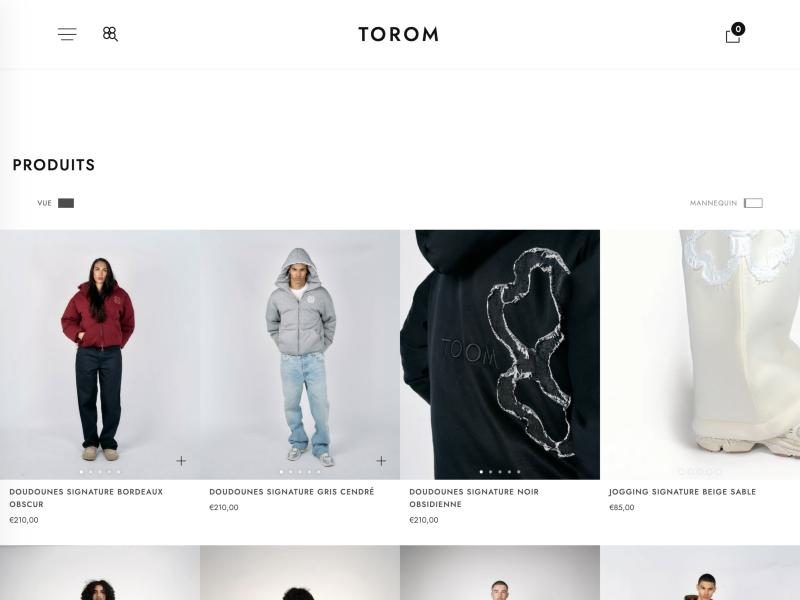 TOROM
0
PRODUITS
VUE
MANNEQUIN
TOOM
DOUDOUNES SIGNATURE BORDEAUX
OBSCUR
€210,00
DOUDOUNES SIGNATURE GRIS CENDRÉ
€210,00
DOUDOUNES SIGNATURE NOIR
OBSIDIENNE
€210,00
JOGGING SIGNATURE BEIGE SABLE
€85,00